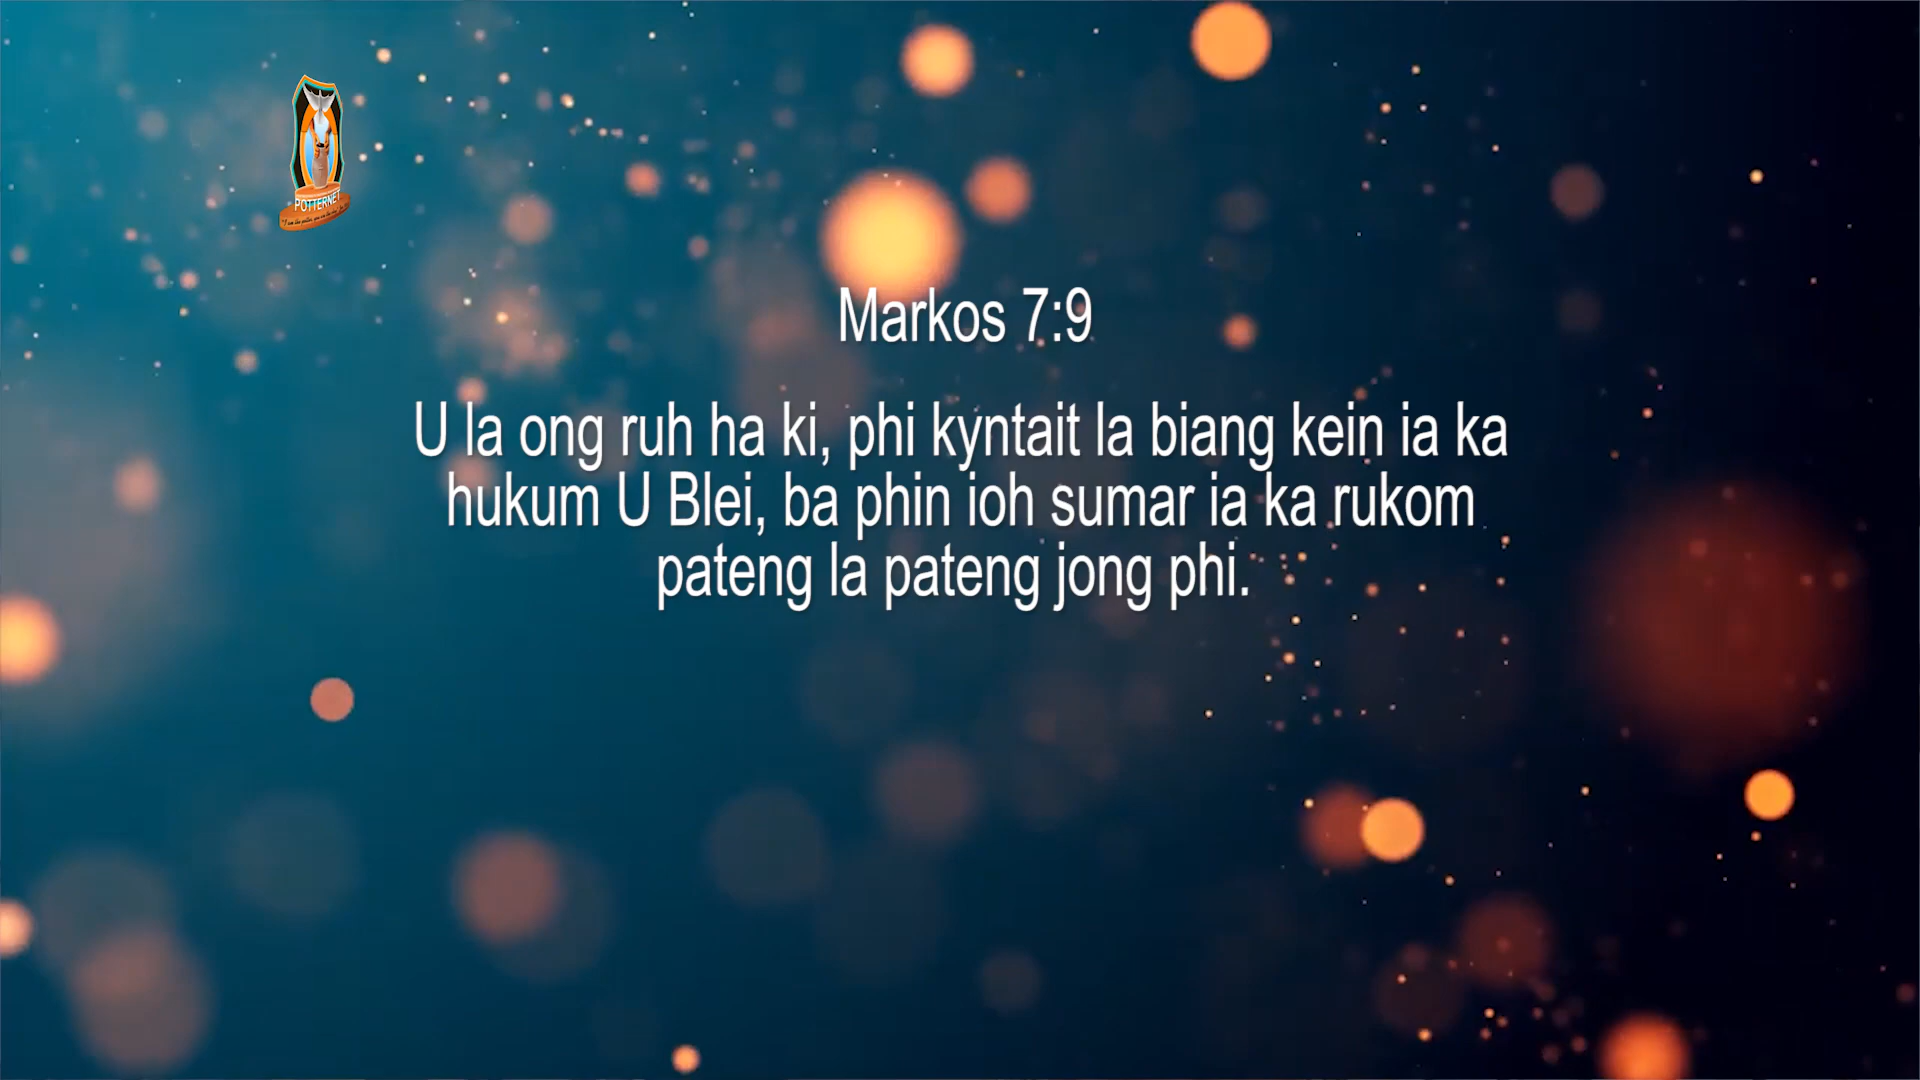 POTTERNET
Markos 7:9
U la ong ruh ha ki, phi kyntait la biang kein ia ka
hukum U Blei, ba phin ioh sumar ia ka rukom
pateng la pateng jong phi.